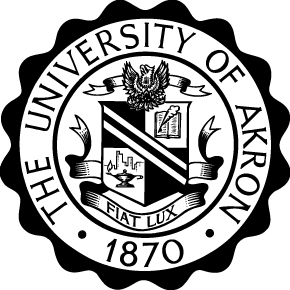 THE UNIVERSITY OF AKRON
FIAT LUX
• 1870 •